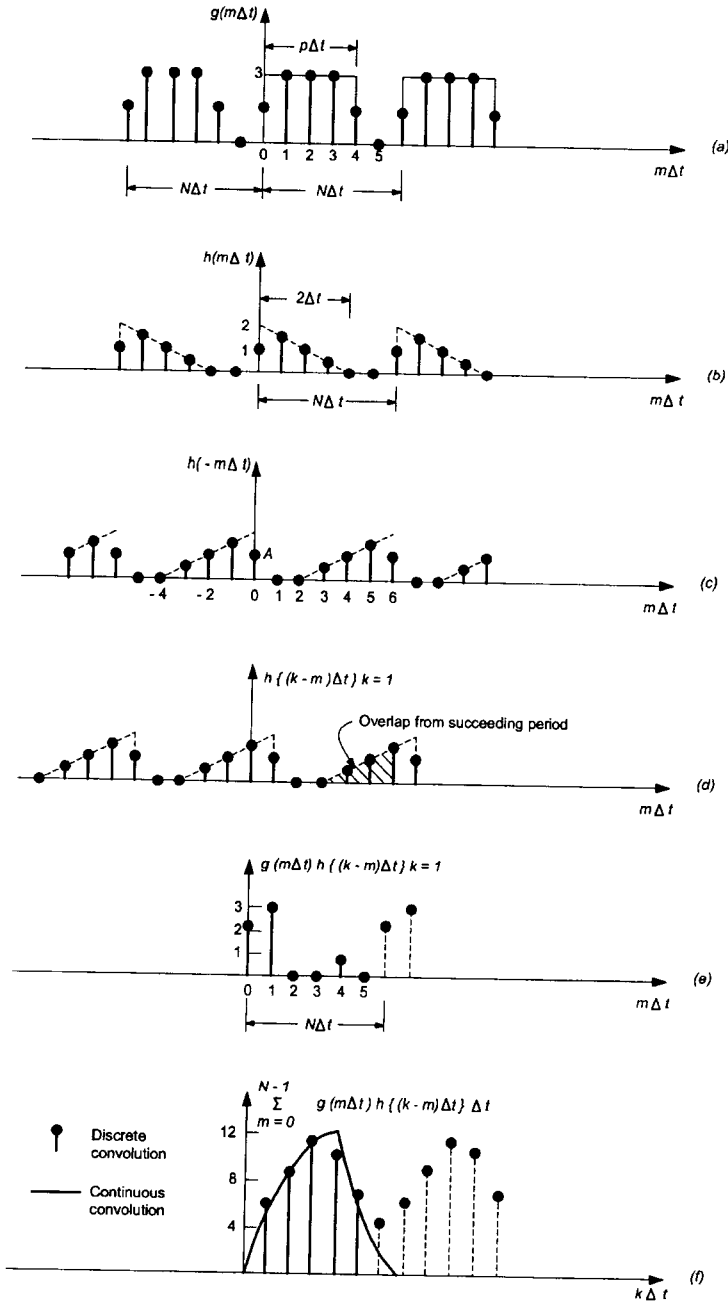 g(mΔt)
pΔt
3
0 1 2 3 4 5
(a)
mΔt
NΔt NΔt
h(mΔt)
2Δt
2
1
(b)
NΔt
mΔt
h(-mΔt)
A
-4 -2 0 1 2 3 4 5 6
(c)
mΔt
h{(k-m)Δt} k=1
Overlap from succeeding period
(d)
mΔt
g(mΔt) h{(k-m)Δt} k=1
3
2
1
0 1 2 3 4 5
(e)
mΔt
NΔt
N-1
Σ g(mΔt) h{(k-m)Δt} Δt
m=0
12
8
4
Discrete
convolution
Continuous
convolution
(f)
kΔt